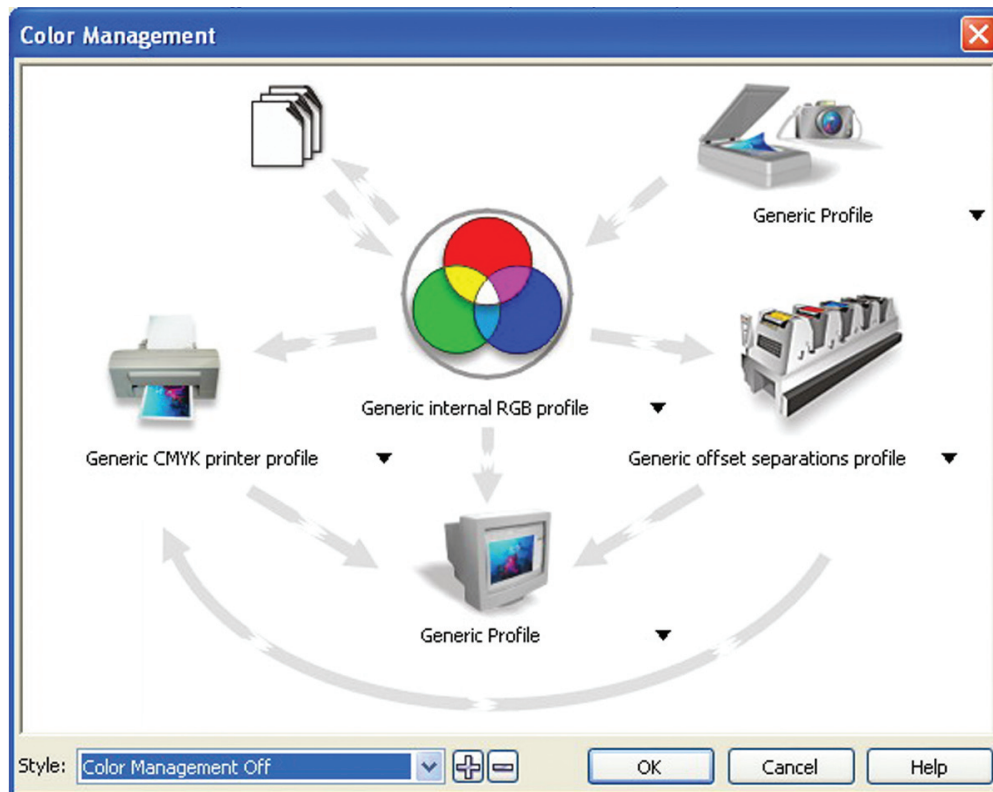 Color Management
Generic Profile
Generic internal RGB profile
Generic CMYK printer profile
Generic offset separations profile
Generic Profile
Style: Color Management Off
OK
Cancel
Help